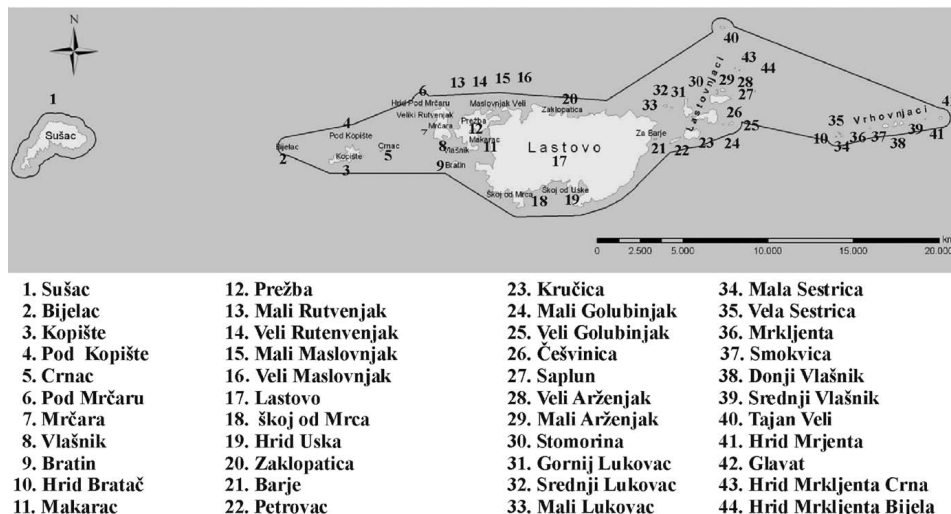 N
1
Sušac
40
43
44
30
29
28
27
26
25
32
31
33
Lastovnjaci
6
13
14
15
16
20
Hrid Pod Mrčaru
Maslovnjak Veli
Zaklopatica
Veliki Rutvenjak
Prežba
12
Mrčara
7
4
Pod Kopište
Bijelac
2
Kopište
3
Crnac
5
8
Vlašnik
Makarac
11
9
Bratin
Lastovo
17
Za Barje
21
22
23
24
Škoj od Mrca
18
Škoj od Uske
19
10
35
34
36
37
38
39
41
Vrhovnjaci
0 2.500 5.000 10.000 15.000 20.000
1. Sušac
2. Bijelac
3. Kopište
4. Pod Kopište
5. Crnac
6. Pod Mrčaru
7. Mrčara
8. Vlašnik
9. Bratin
10. Hrid Bratač
11. Makarac
12. Prežba
13. Mali Rutvenjak
14. Veli Rutenvenjak
15. Mali Maslovnjak
16. Veli Maslovnjak
17. Lastovo
18. škoj od Mrca
19. Hrid Uska
20. Zaklopatica
21. Barje
22. Petrovac
23. Kručica
24. Mali Golubinjak
25. Veli Golubinjak
26. Češvinica
27. Saplun
28. Veli Arženjak
29. Mali Arženjak
30. Stomorina
31. Gornij Lukovac
32. Srednji Lukovac
33. Mali Lukovac
34. Mala Sestrica
35. Vela Sestrica
36. Mrkljenta
37. Smokvica
38. Donji Vlašnik
39. Srednji Vlašnik
40. Tajan Veli
41. Hrid Mrjenta
42. Glavat
43. Hrid Mrkljenta Crna
44. Hrid Mrkljenta Bijela